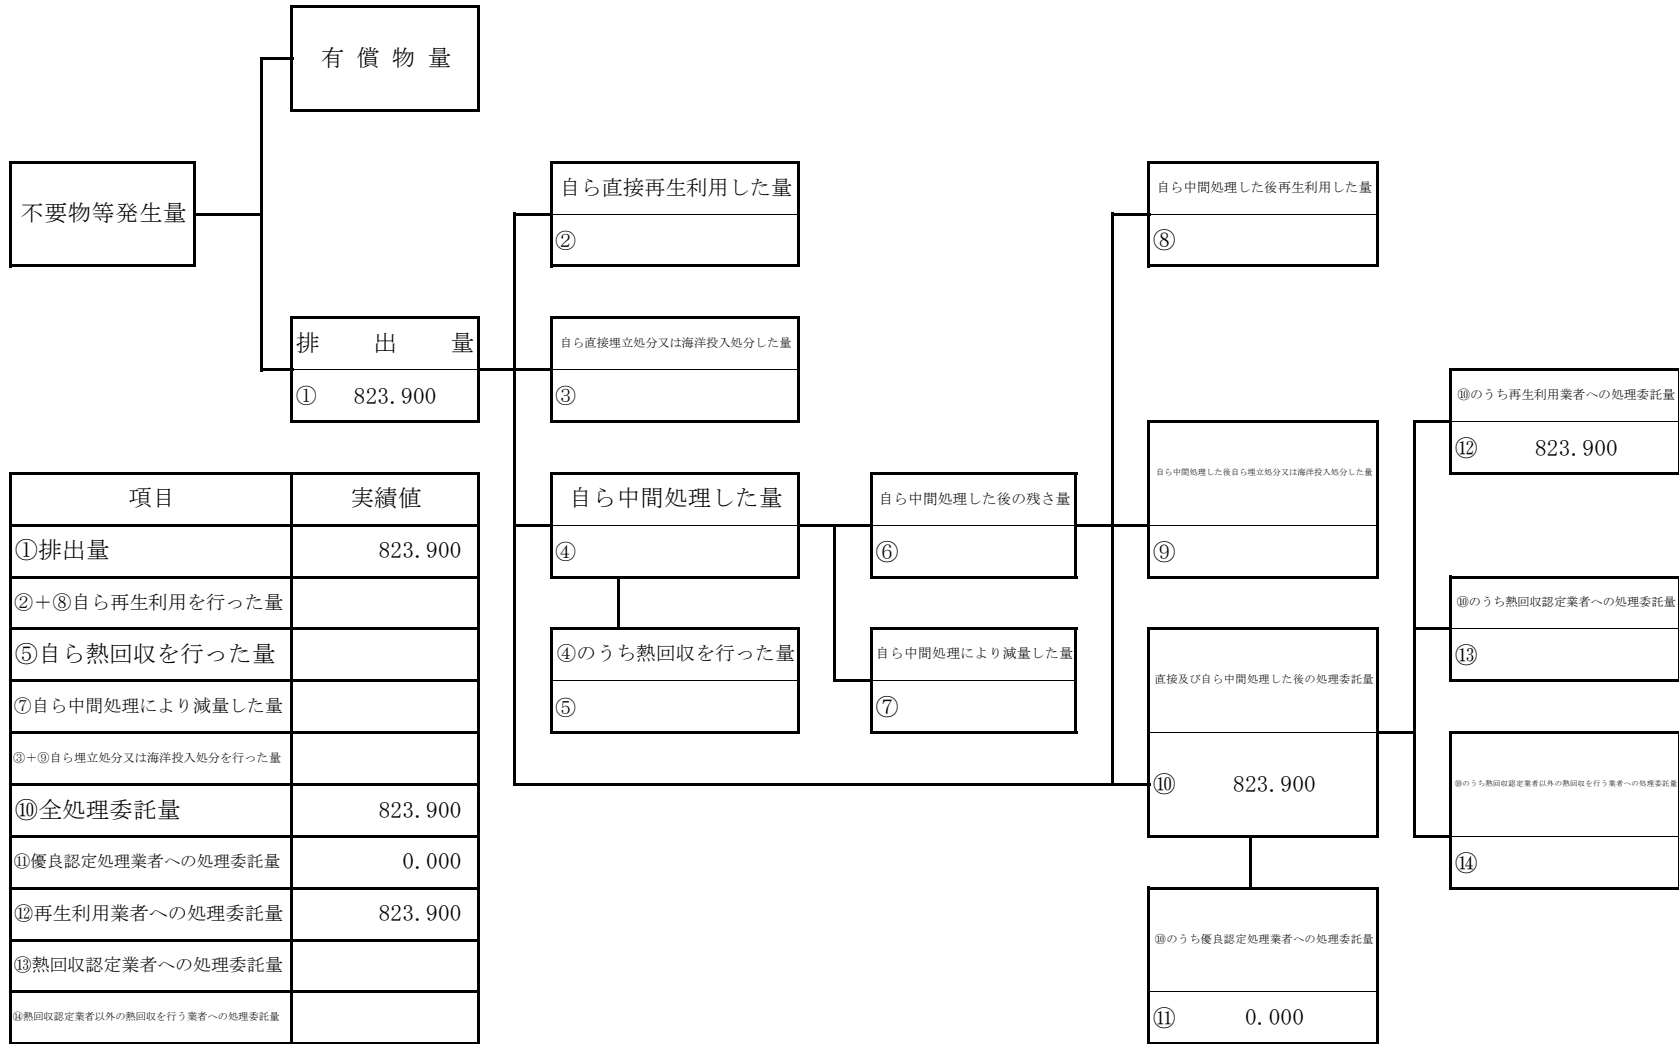 有償物量
不要物等発生量
排出量
① 823.900
自ら直接再生利用した量
②
自ら直接埋立処分又は海洋投入処分した量
③
自ら中間処理した量
④
④のうち熱回収を行った量
⑤
自ら中間処理した後の残さ量
⑥
自ら中間処理により減量した量
⑦
自ら中間処理した後再生利用した量
⑧
自ら中間処理した後自ら埋立処分又は海洋投入処分した量
⑨
直接及び自ら中間処理した後の処理委託量
⑩ 823.900
⑩のうち優良認定処理業者への処理委託量
⑪ 0.000
⑩のうち再生利用業者への処理委託量
⑫ 823.900
⑩のうち熱回収認定業者への処理委託量
⑬
⑩のうち熱回収認定業者以外の熱回収を行う業者への処理委託量
⑭
項目 実績値
①排出量 823.900
②+⑧自ら再生利用を行った量
⑤自ら熱回収を行った量
⑦自ら中間処理により減量した量
③+⑨自ら埋立処分又は海洋投入処分を行った量
⑩全処理委託量 823.900
⑪優良認定処理業者への処理委託量 0.000
⑫再生利用業者への処理委託量 823.900
⑬熱回収認定業者への処理委託量
⑭熱回収認定業者以外の熱回収を行う業者への処理委託量